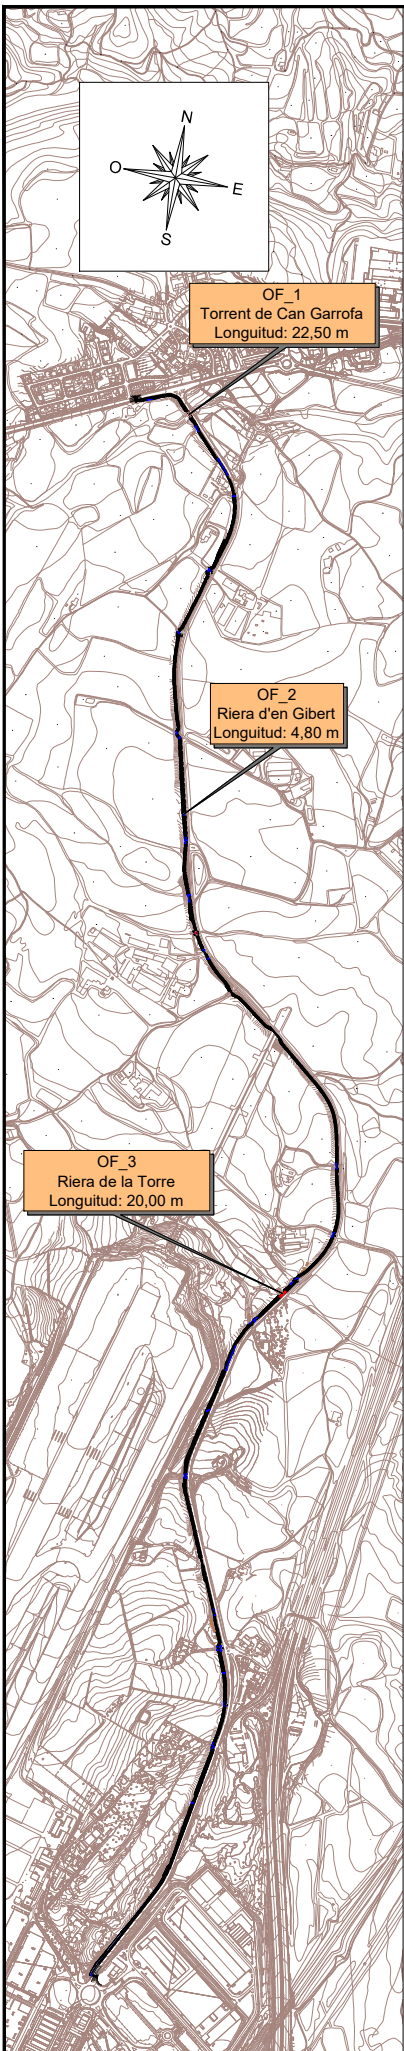 N
O
E
S
OF_1
Torrent de Can Garrofa
Longuitud: 22,50 m
OF_2
Riera d'en Gibert
Longuitud: 4,80 m
OF_3
Riera de la Torre
Longuitud: 20,00 m